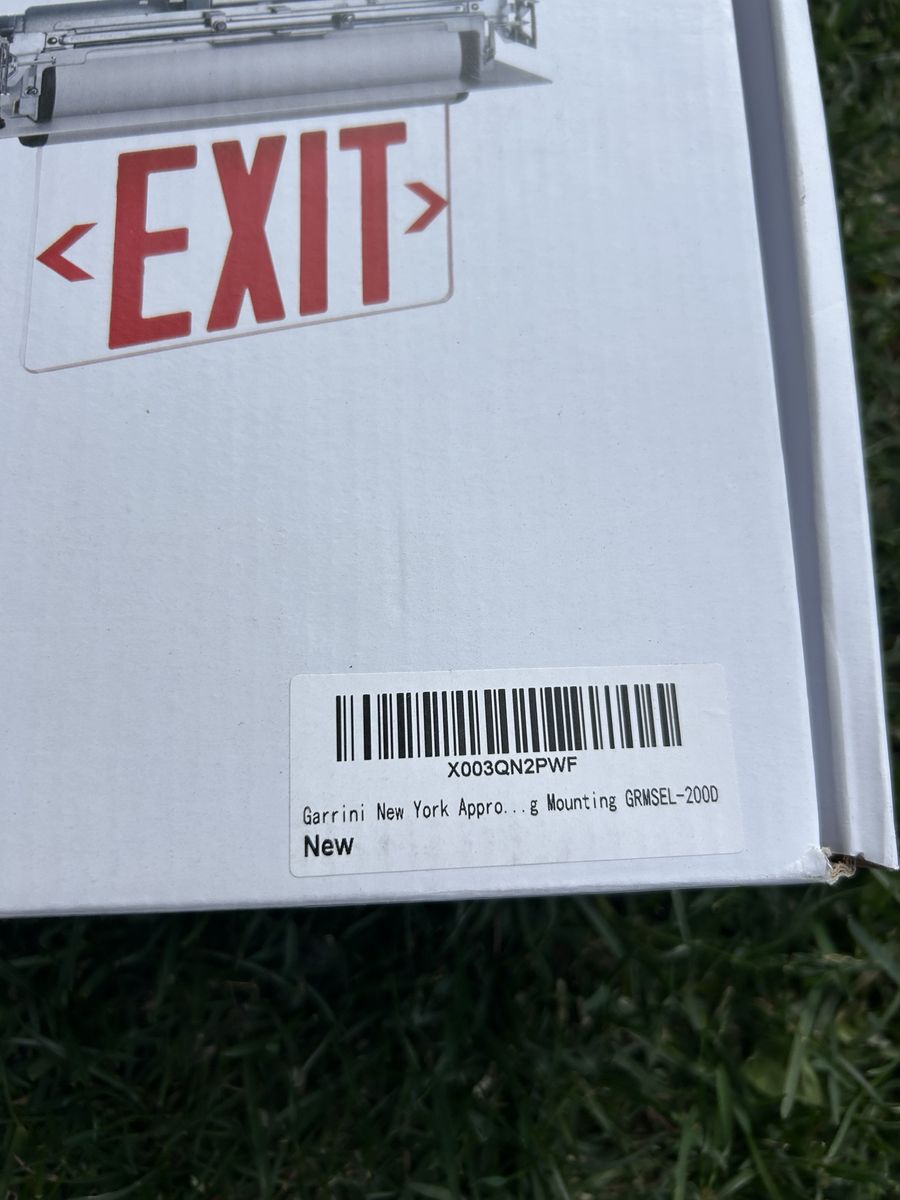 < EXIT >
X003QN2PWF
Garrini New York Appro...g Mounting GRMSEL-200D
New